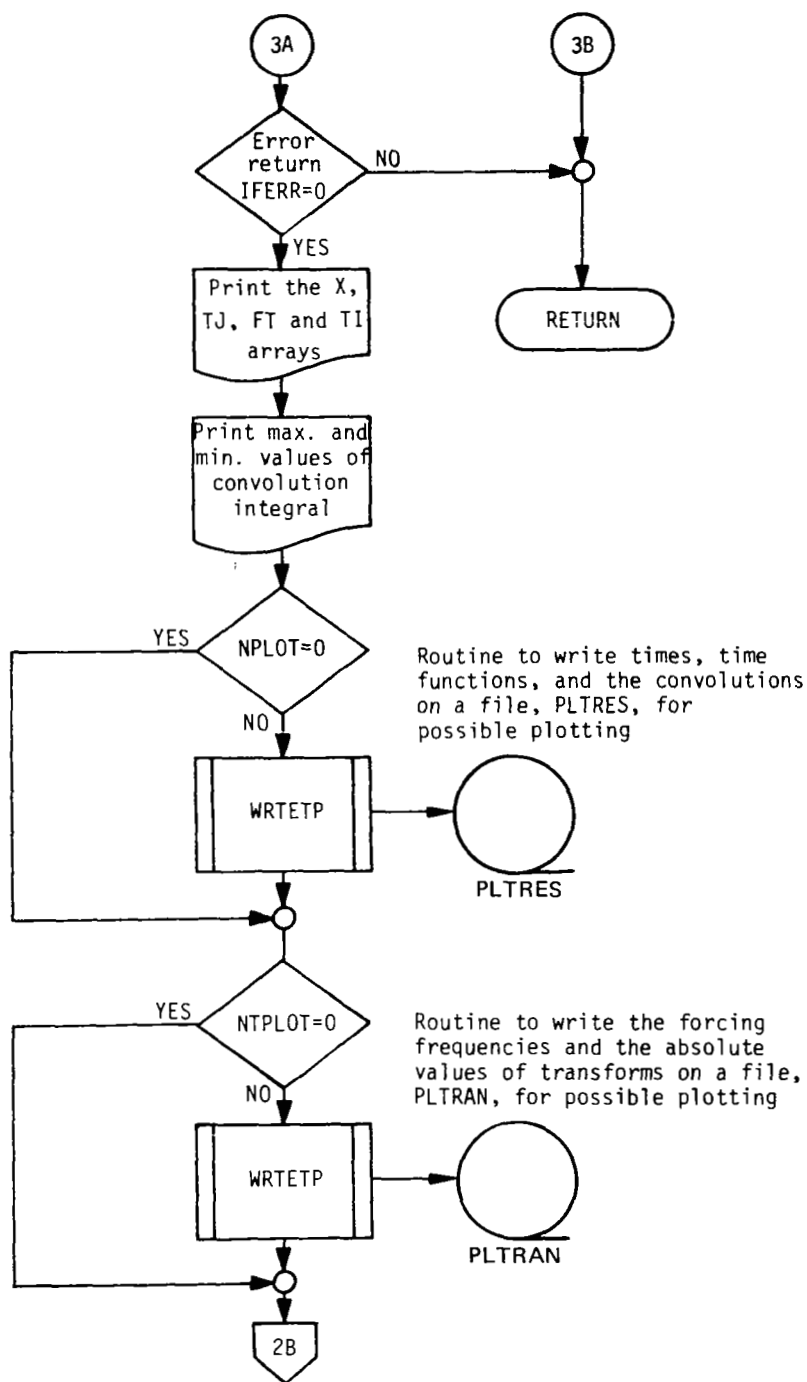 3A
3B
Error
return
IFERR=0
NO
YES
Print the X,
TJ, FT and TI
arrays
RETURN
Print max. and
min. values of
convolution
integral
YES
NPLOT=0
NO
Routine to write times, time
functions, and the convolutions
on a file, PLTRES, for
possible plotting
WRTETP
PLTRES
YES
NTPLOT=0
NO
Routine to write the forcing
frequencies and the absolute
values of transforms on a file,
PLTRAN, for possible plotting
WRTETP
PLTRAN
2B